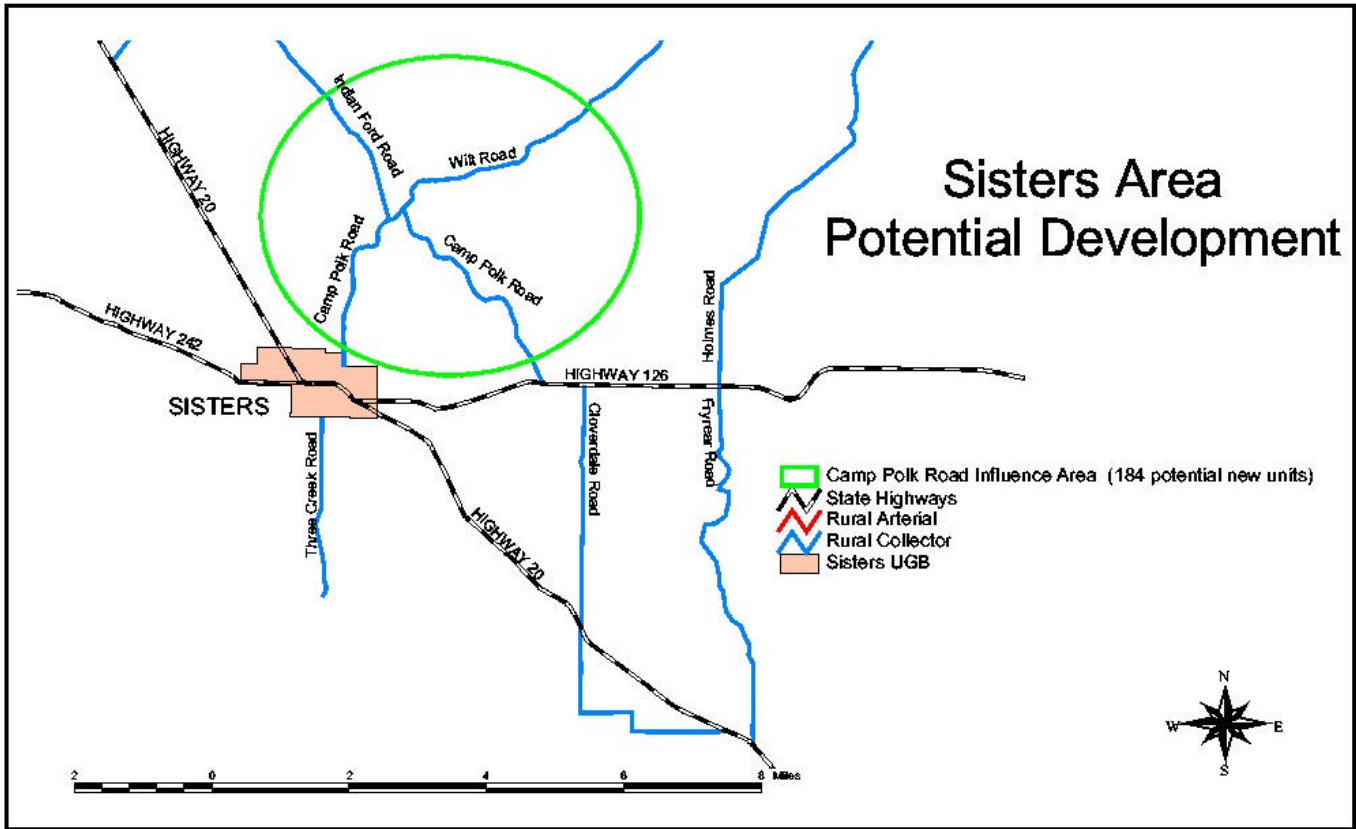 Sisters Area
Potential Development
Indian Ford Road
Wilt Road
HIGHWAY 20
Camp Polk Road
Camp Polk Road
HIGHWAY 242
Holmes Road
HIGHWAY 126
SISTERS
Three Creek Road
Cloverdale Road
Fryrear Road
HIGHWAY 20
Camp Polk Road Influence Area (184 potential new units)
State Highways
Rural Arterial
Rural Collector
Sisters UGB
N
W E
S
2 0 2 4 6 8 Miles